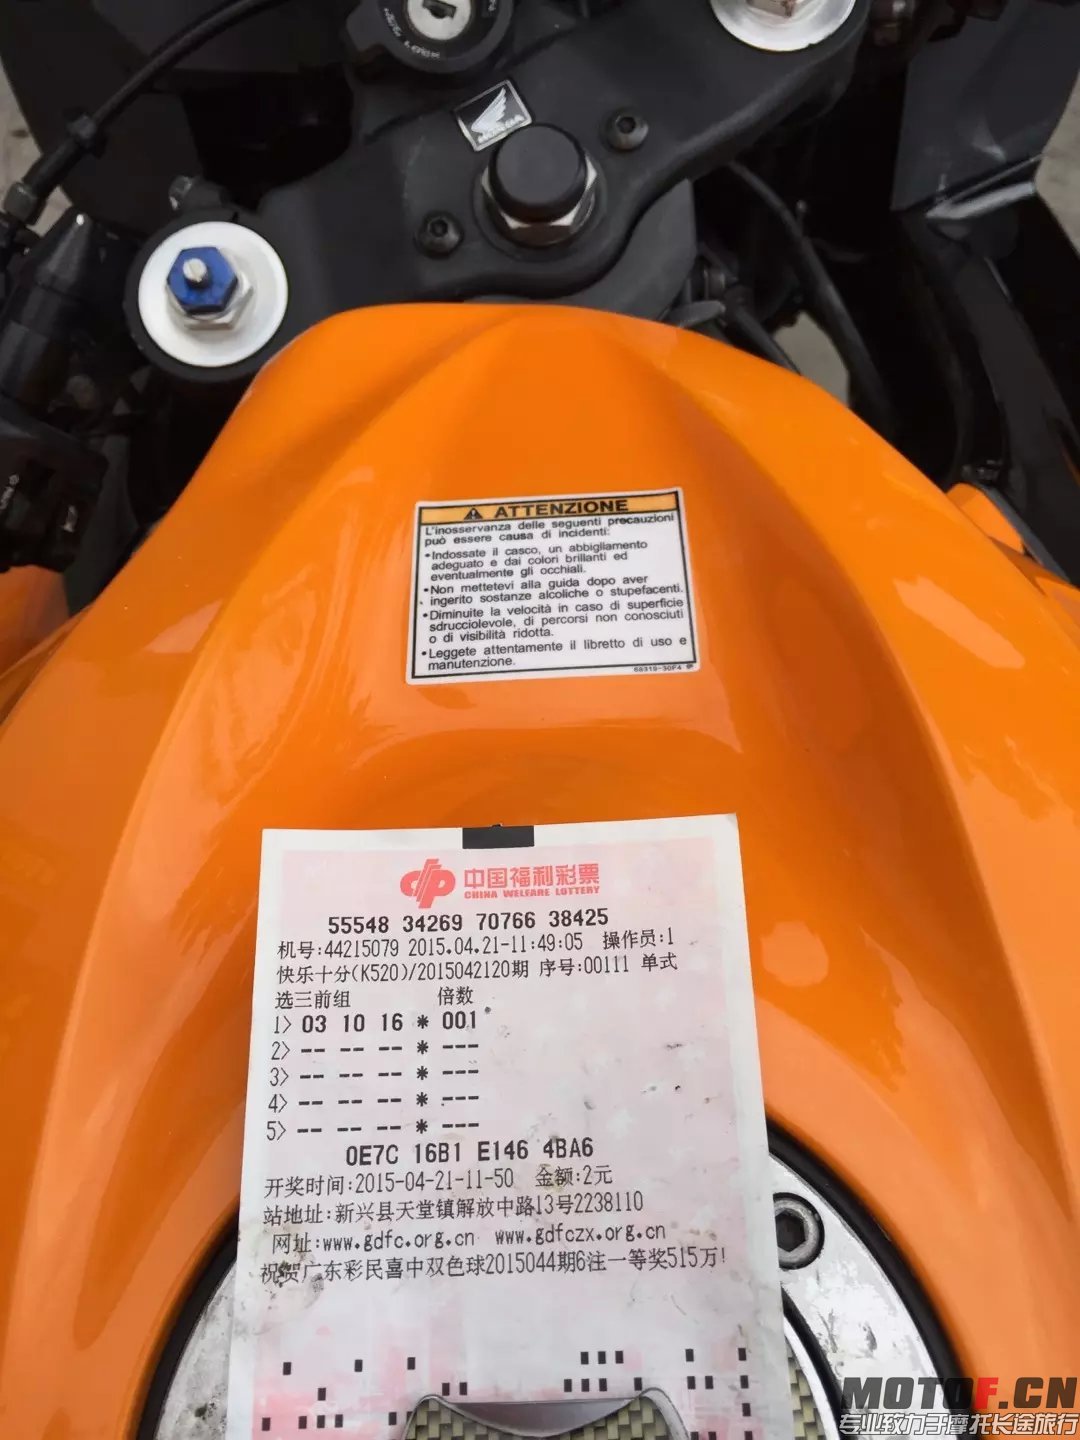 HONDA
ATTENZIONE
L'inosservanza delle seguenti precauzioni
può essere causa di incidenti:
•Indossate il casco, un abbigliamento
adeguato e dai colori brillanti ed
eventualmente gli occhiali.
•Non mettetevi alla guida dopo aver
ingerito sostanze alcoliche o stupefacenti.
•Diminuite la velocità in caso di superficie
sdrucciolevole, di percorsi non conosciuti
o di visibilità ridotta.
•Leggete attentamente il libretto di uso e
manutenzione.
中国福利彩票
CHINA WELFARE LOTTERY
55548 34269 70766 38425
机号:44215079 2015.04.21-11:49:05 操作员:1
快乐十分(K520)/2015042120期 序号:00111 单式
选三前组 倍数
1> 03 10 16 * 001
2> -- -- -- * ---
3> -- -- -- * ---
4> -- -- -- * ---
5> -- -- -- * ---
0E7C 16B1 E146 4BA6
开奖时间:2015-04-21-11-50 金额:2元
站地址:新兴县天堂镇解放中路13号2238110
网址:www.gdfc.org.cn www.gdfczx.org.cn
祝贺广东彩民喜中双色球2015044期6注一等奖515万!
MOTOF.CN
专业致力于摩托长途旅行